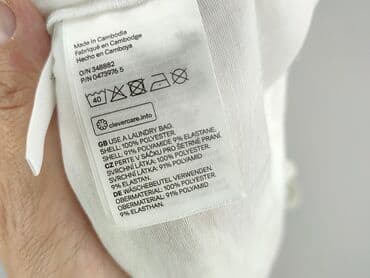 Made in Cambodia
Fabriqué en Cambodge
Hecho en Camboya
O/N 348882
P/N 0473976.5
40
clevercare.info
GB USE A LAUNDRY BAG.
SHELL: 100% POLYESTER.
SHELL: 91% POLYAMIDE 9% ELASTANE.
CZ PERTE V SÁČKU PRO ŠETRNÉ PRANÍ.
SVRCHNÍ LÁTKA: 100% POLYESTER.
SVRCHNÍ LÁTKA: 91% POLYAMID
9% ELASTAN.
DE WÄSCHEBEUTEL VERWENDEN.
OBERMATERIAL: 100% POLYESTER.
OBERMATERIAL: 91% POLYAMID
9% ELASTHAN.